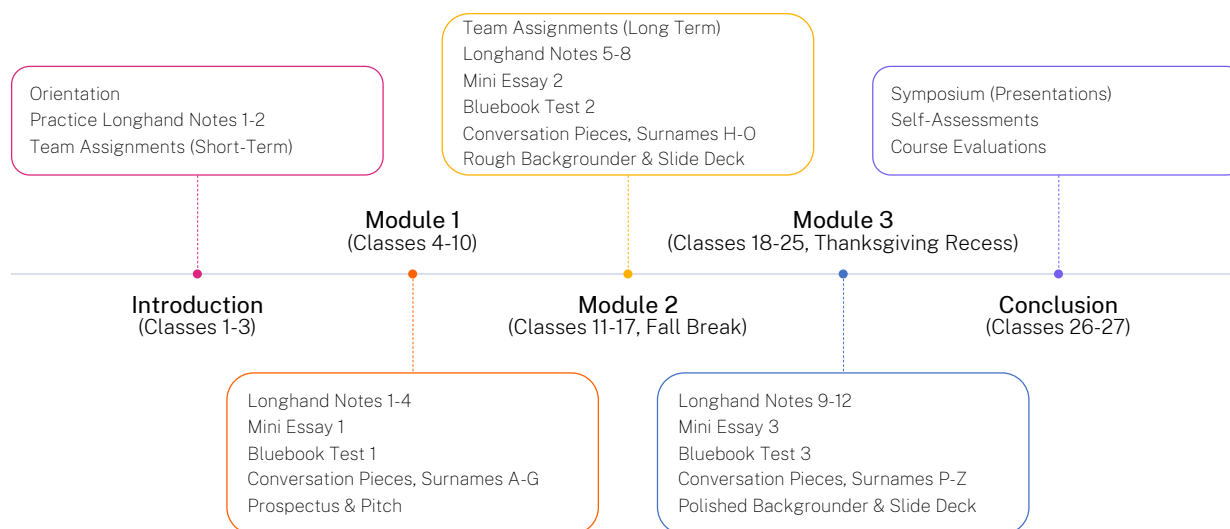 Team Assignments (Long Term)
Longhand Notes 5-8
Mini Essay 2
Bluebook Test 2
Conversation Pieces, Surnames H-O
Rough Backgrounder & Slide Deck
Orientation
Practice Longhand Notes 1-2
Team Assignments (Short-Term)
Symposium (Presentations)
Self-Assessments
Course Evaluations
Module 1
(Classes 4-10)
Module 3
(Classes 18-25, Thanksgiving Recess)
Introduction
(Classes 1-3)
Module 2
(Classes 11-17, Fall Break)
Conclusion
(Classes 26-27)
Longhand Notes 1-4
Mini Essay 1
Bluebook Test 1
Conversation Pieces, Surnames A-G
Prospectus & Pitch
Longhand Notes 9-12
Mini Essay 3
Bluebook Test 3
Conversation Pieces, Surnames P-Z
Polished Backgrounder & Slide Deck